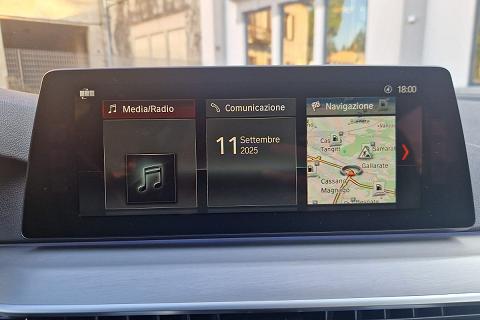 18:00
Media/Radio
Comunicazione
Navigazione
11 Settembre
2025
Gallarate
Cassano
Magnago